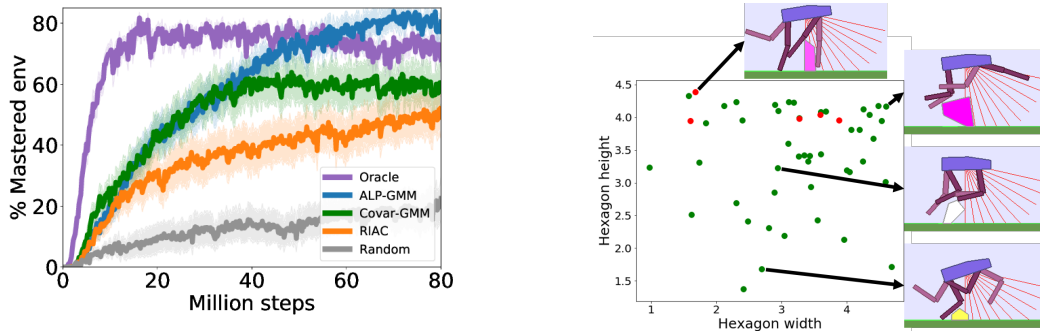 % Mastered env
80
60
40
20
0
Oracle
ALP-GMM
Covar-GMM
RIAC
Random
0 20 40 60 80
Million steps
Hexagon height
4.5
4.0
3.5
3.0
2.5
2.0
1.5
1 2 3 4
Hexagon width